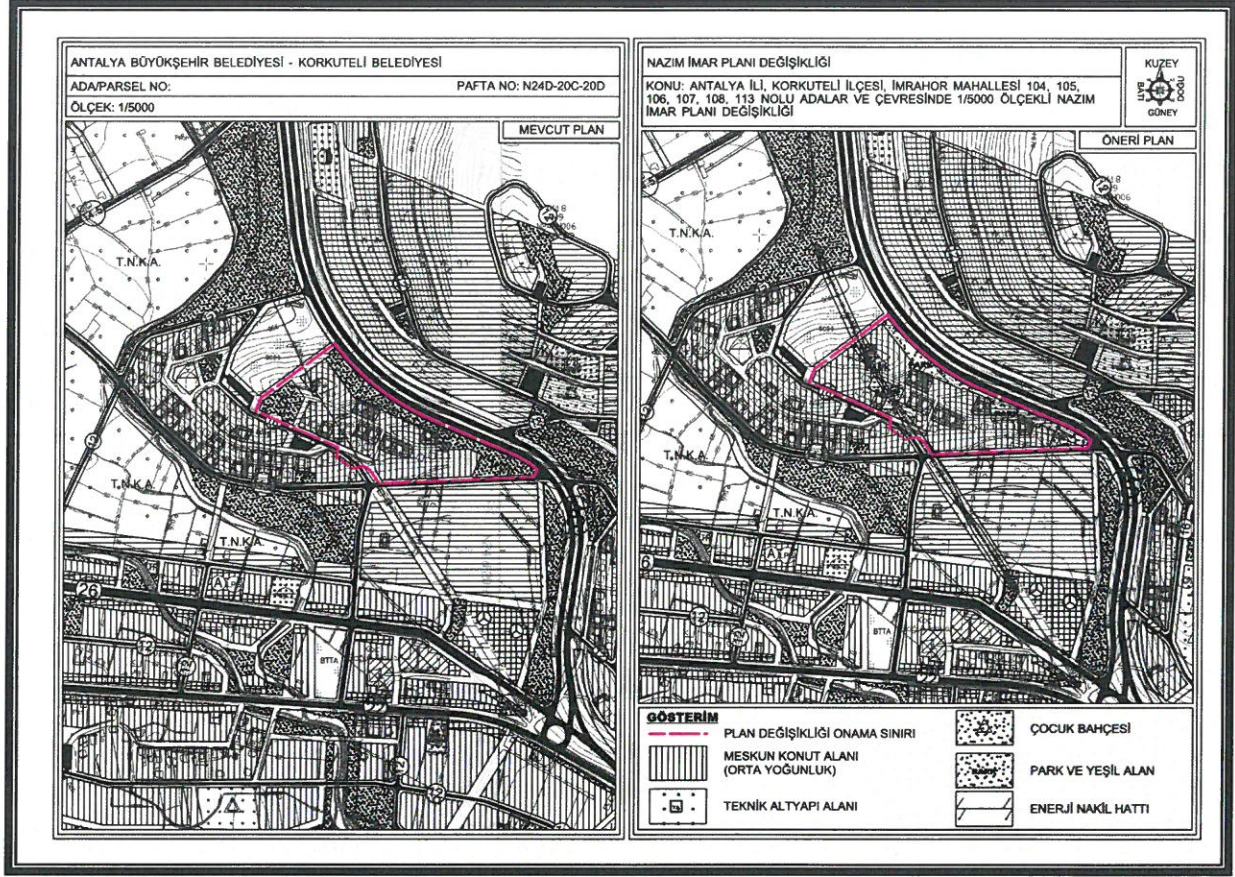 ANTALYA BÜYÜKŞEHİR BELEDİYESİ - KORKUTELİ BELEDİYESİ
ADA/PARSEL NO: PAFTA NO: N24D-20C-20D
ÖLÇEK: 1/5000
MEVCUT PLAN
T.N.K.A.
T.N.K.A.
T.N.K.A.
26
BTTA
NAZIM İMAR PLANI DEĞİŞİKLİĞİ
KONU: ANTALYA İLİ, KORKUTELİ İLÇESİ, İMRAHOR MAHALLESİ 104, 105,
106, 107, 108, 113 NOLU ADALAR VE ÇEVRESİNDE 1/5000 ÖLÇEKLİ NAZIM
İMAR PLANI DEĞİŞİKLİĞİ
KUZEY
BATI
DOĞU
GÜNEY
ÖNERİ PLAN
T.N.K.A.
T.N.K.A.
T.N.K.A.
BTTA
GÖSTERİM
PLAN DEĞİŞİKLİĞİ ONAMA SINIRI
MESKUN KONUT ALANI
(ORTA YOĞUNLUK)
TEKNİK ALTYAPI ALANI
ÇOCUK BAHÇESİ
PARK VE YEŞİL ALAN
ENERJİ NAKİL HATTI